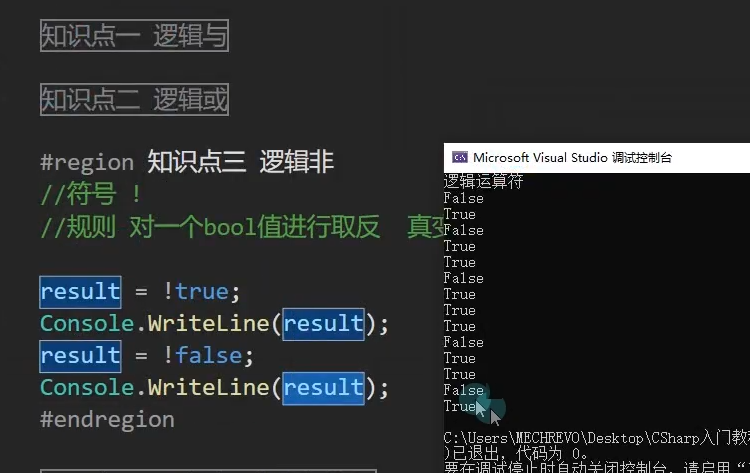 知识点一 逻辑与
知识点二 逻辑或
#region 知识点三 逻辑非
//符号 !
//规则 对一个bool值进行取反  真
result = !true;
Console.WriteLine(result);
result = !false;
Console.WriteLine(result);
#endregion
Microsoft Visual Studio 调试控制台
逻辑运算符
False
True
False
True
True
False
True
True
True
False
True
True
False
True
C:\Users\MECHREVO\Desktop\CSharp入门教
)已退出，代码为 0。
要在调试停止时自动关闭控制台，请启用“